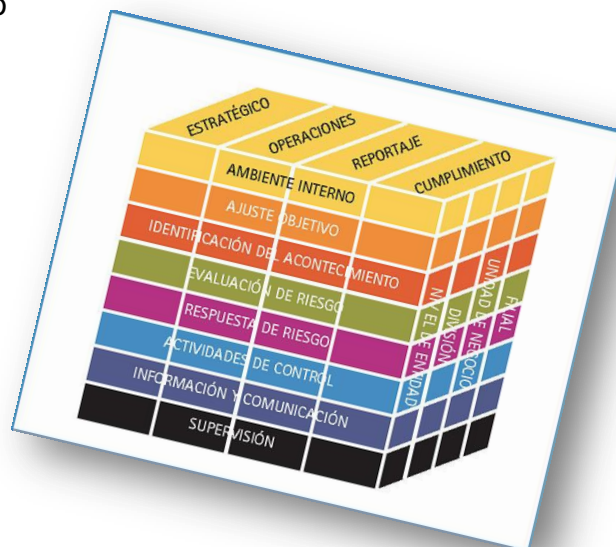 ESTRATÉGICO
OPERACIONES
REPORTAJE
CUMPLIMIENTO
AMBIENTE INTERNO
AJUSTE OBJETIVO
IDENTIFICACIÓN DEL ACONTECIMIENTO
EVALUACIÓN DE RIESGO
RESPUESTA DE RIESGO
ACTIVIDADES DE CONTROL
INFORMACIÓN Y COMUNICACIÓN
SUPERVISIÓN
NIVEL DE ENTIDAD
DIVISIÓN
UNIDAD DE NEGOCIO
FILIAL